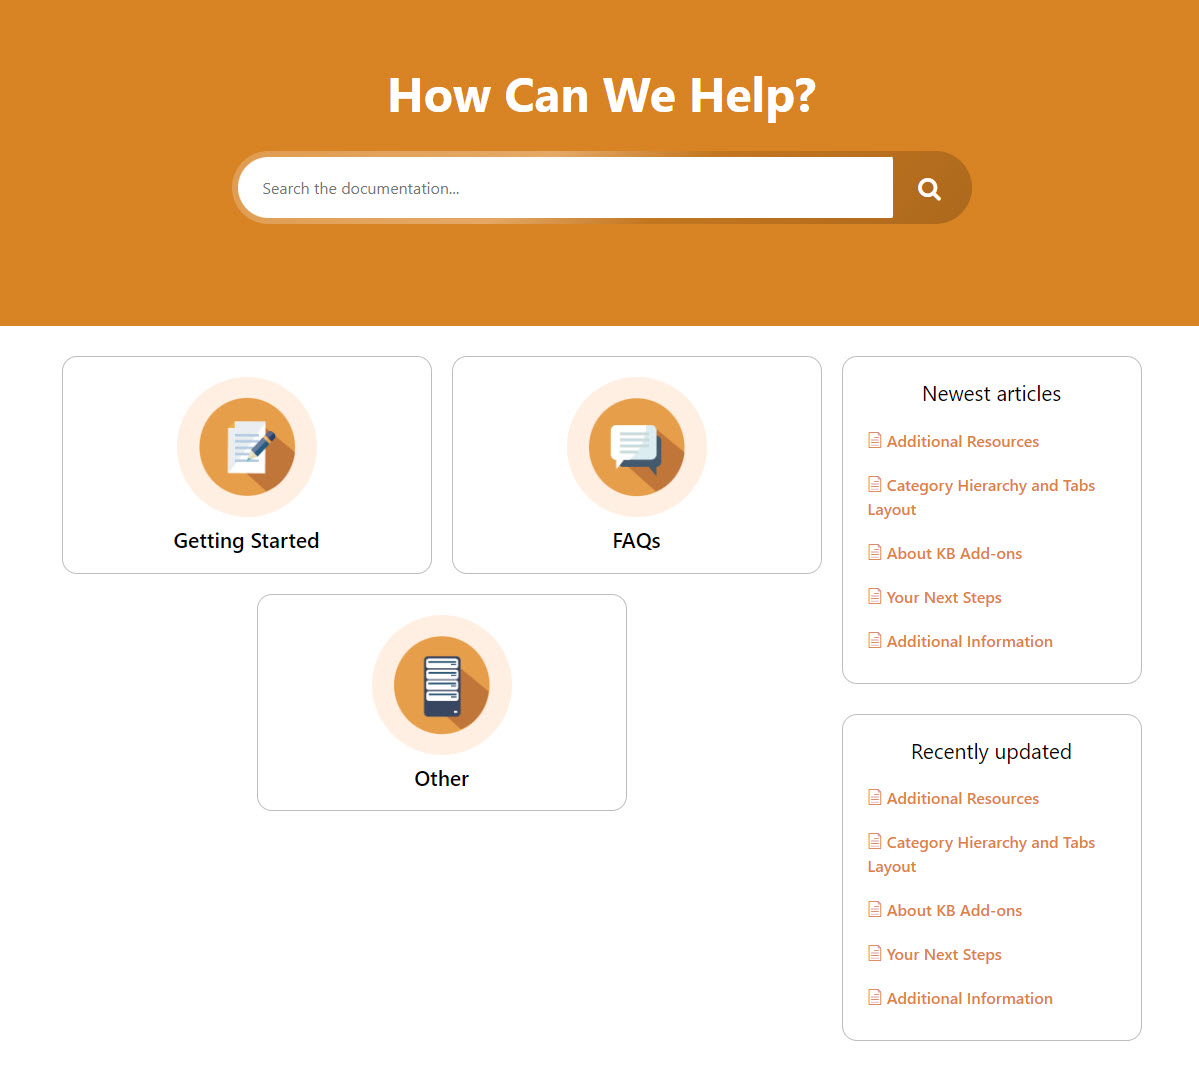 How Can We Help?
Search the documentation...
Getting Started
FAQs
Other
Newest articles
Additional Resources
Category Hierarchy and Tabs
Layout
About KB Add-ons
Your Next Steps
Additional Information
Recently updated
Additional Resources
Category Hierarchy and Tabs
Layout
About KB Add-ons
Your Next Steps
Additional Information